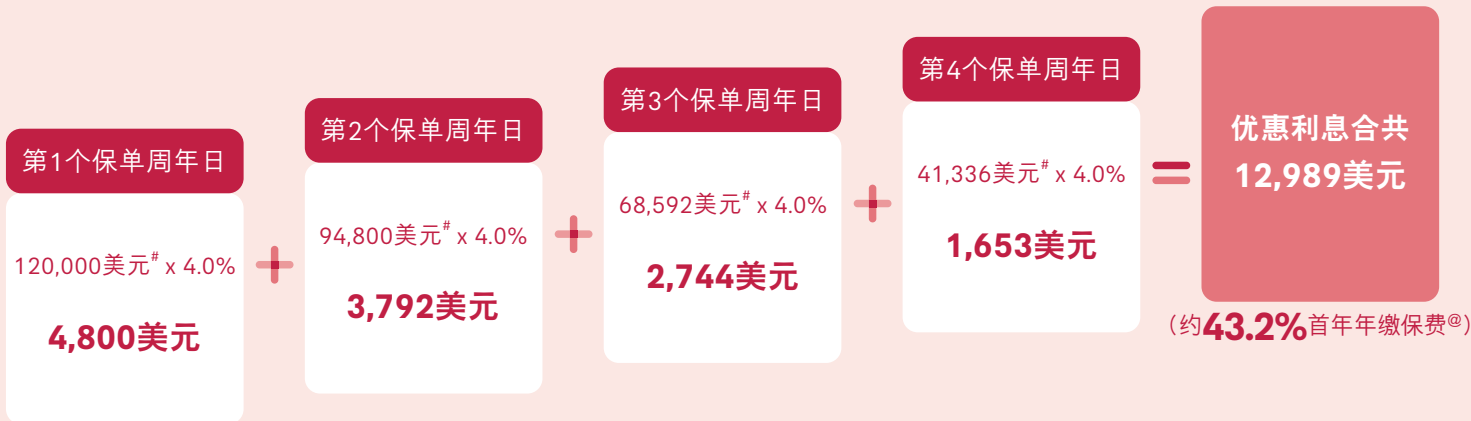 第1个保单周年日
120,000美元# x 4.0%
4,800美元
+
第2个保单周年日
94,800美元# x 4.0%
3,792美元
+
第3个保单周年日
68,592美元# x 4.0%
2,744美元
+
第4个保单周年日
41,336美元# x 4.0%
1,653美元
=
优惠利息合共
12,989美元
（约43.2%首年年缴保费@）